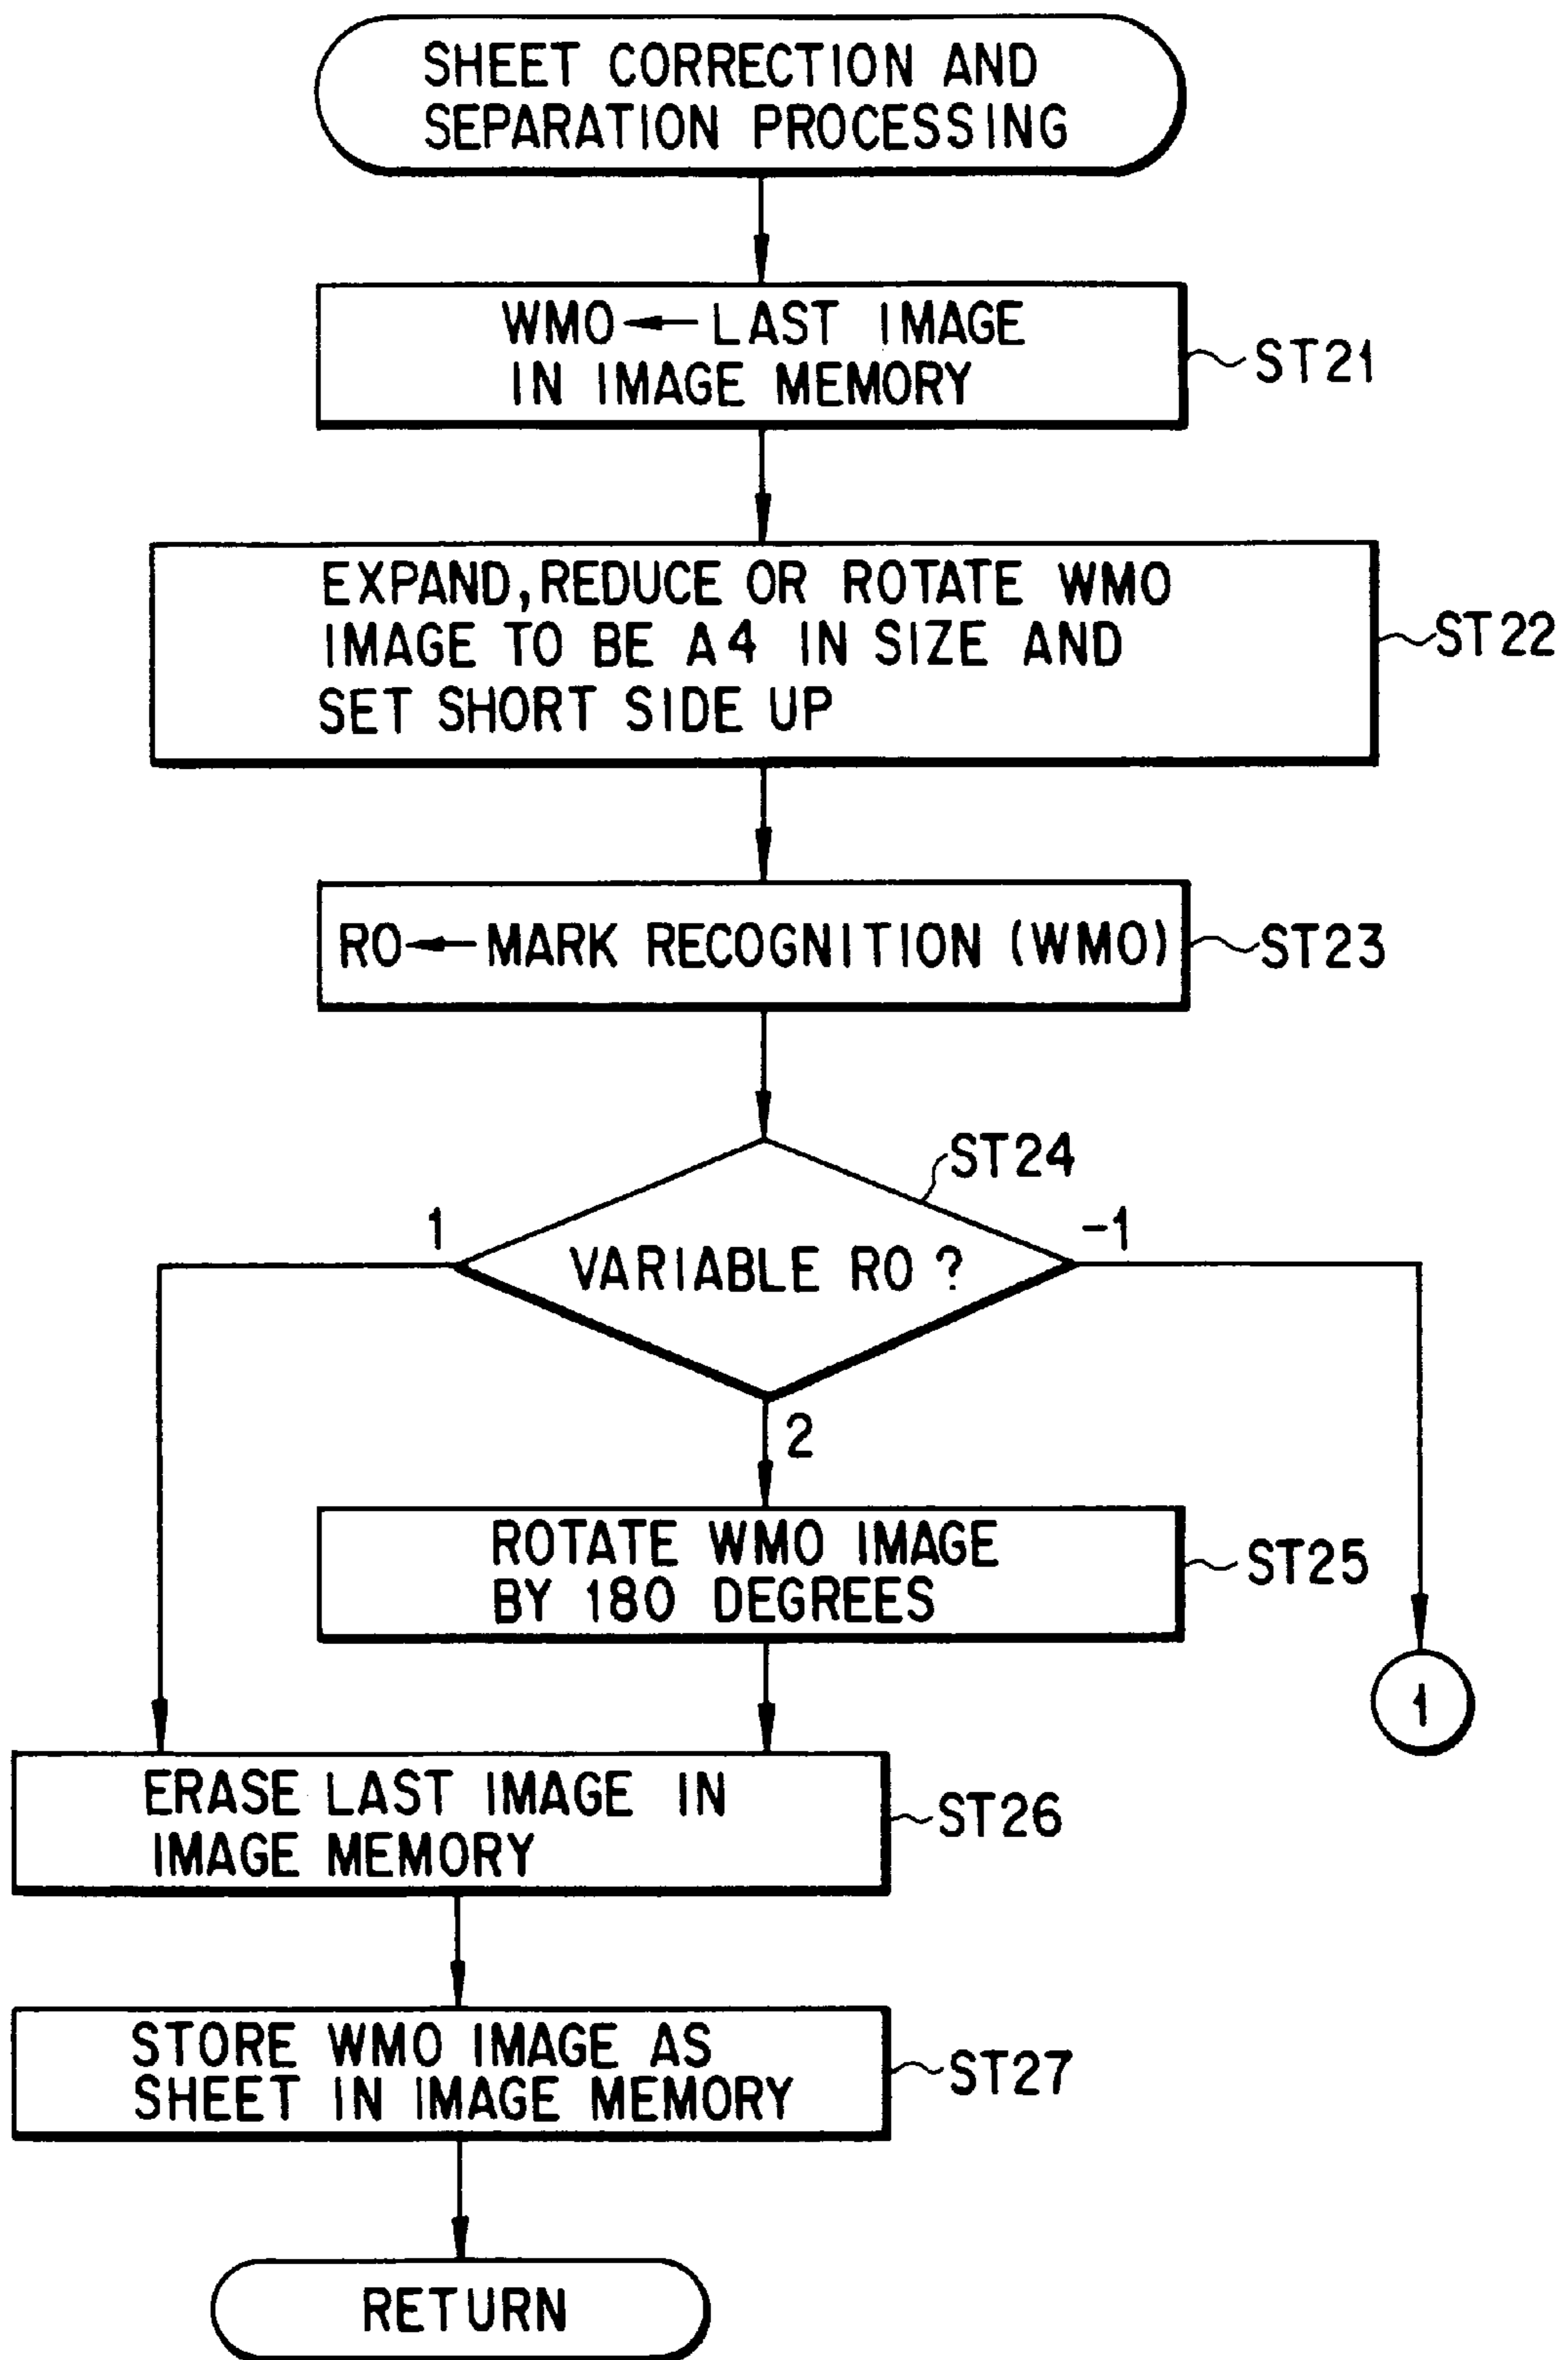 SHEET CORRECTION AND
SEPARATION PROCESSING
WMO←LAST IMAGE
IN IMAGE MEMORY
ST21
EXPAND, REDUCE OR ROTATE WMO
IMAGE TO BE A4 IN SIZE AND
SET SHORT SIDE UP
ST22
RO←MARK RECOGNITION (WMO)
ST23
ST24
1
VARIABLE RO ?
-1
2
ROTATE WMO IMAGE
BY 180 DEGREES
ST25
1
ERASE LAST IMAGE IN
IMAGE MEMORY
ST26
STORE WMO IMAGE AS
SHEET IN IMAGE MEMORY
ST27
RETURN